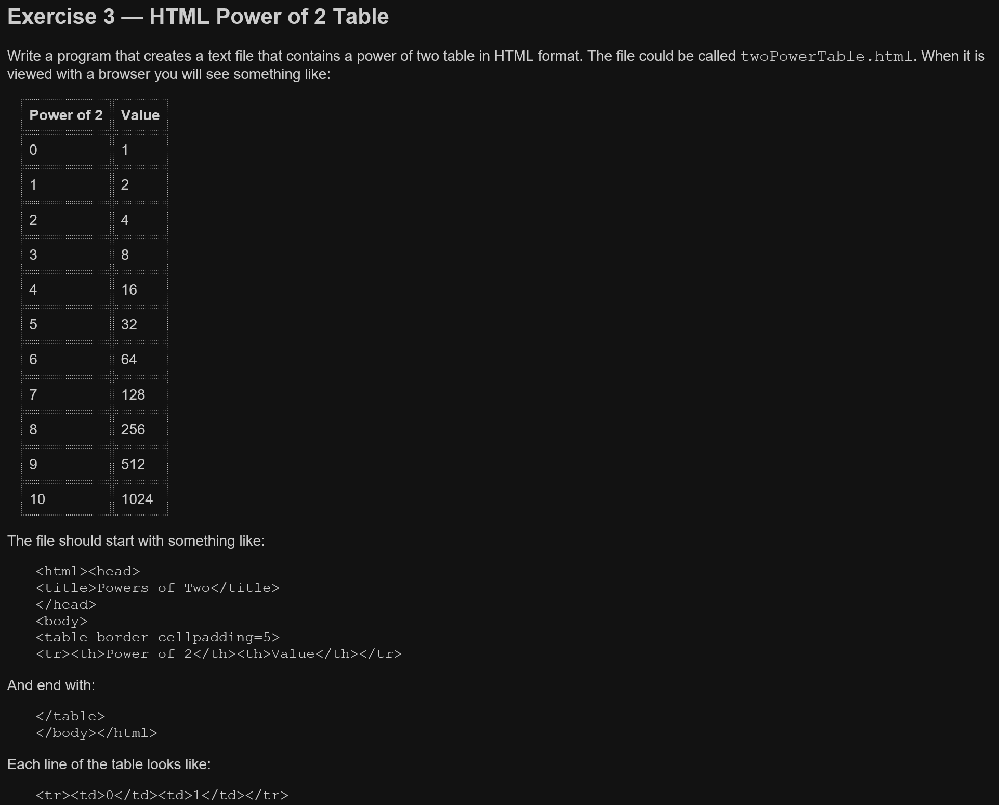 Exercise 3 — HTML Power of 2 Table
Write a program that creates a text file that contains a power of two table in HTML format. The file could be called twoPowerTable.html. When it is
viewed with a browser you will see something like:
Power of 2 Value
0 1
1 2
2 4
3 8
4 16
5 32
6 64
7 128
8 256
9 512
10 1024
The file should start with something like:
<html><head>
<title>Powers of Two</title>
</head>
<body>
<table border cellpadding=5>
<tr><th>Power of 2</th><th>Value</th></tr>
And end with:
</table>
</body></html>
Each line of the table looks like:
<tr><td>0</td><td>1</td></tr>